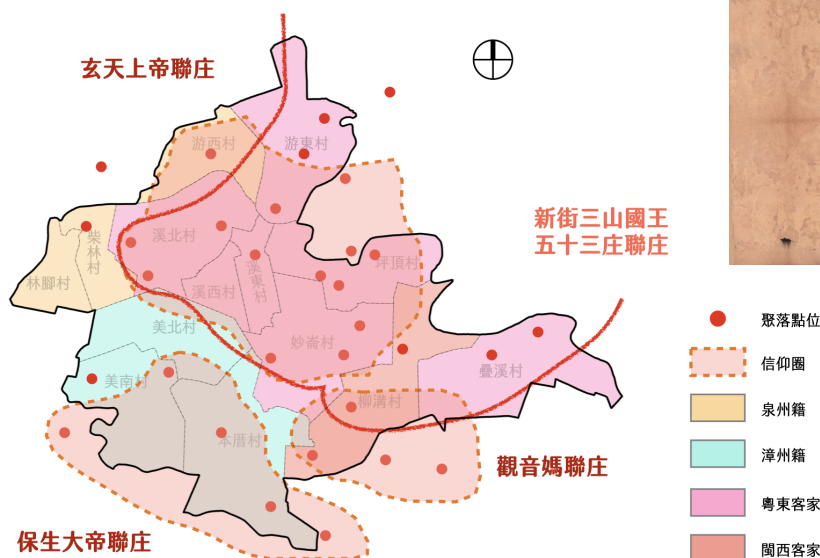 玄天上帝聯庄
游西村
游東村
新街三山國王
五十三庄聯庄
柴林村
溪北村
溪東村
坪頂村
林腳村
溪西村
美北村
妙崙村
疊溪村
美南村
柳溝村
本厝村
觀音媽聯庄
保生大帝聯庄
聚落點位
信仰圈
泉州籍
漳州籍
粵東客家
閩西客家